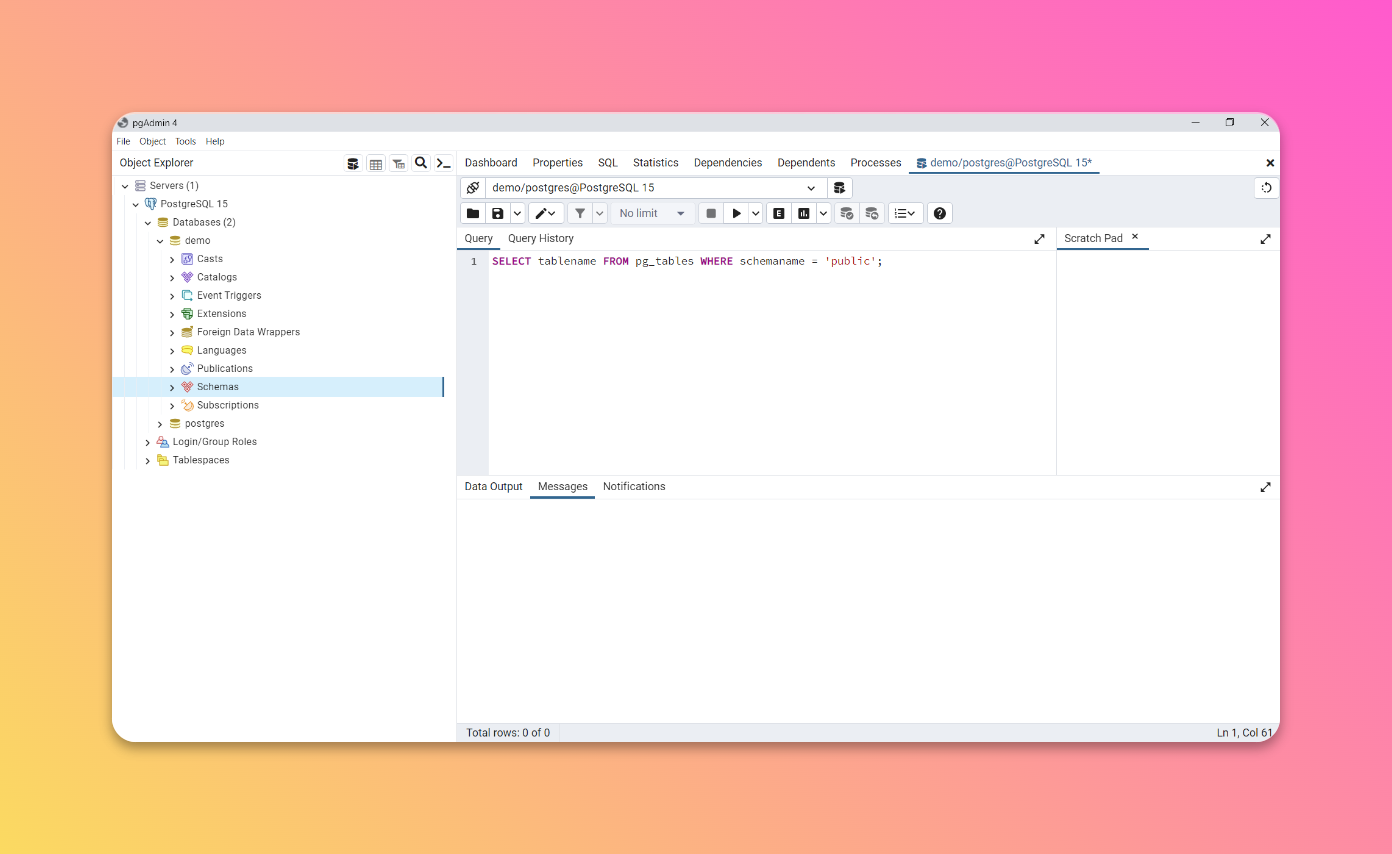 pgAdmin 4
File Object Tools Help
Object Explorer
Servers (1)
PostgreSQL 15
Databases (2)
demo
Casts
Catalogs
Event Triggers
Extensions
Foreign Data Wrappers
Languages
Publications
Schemas
Subscriptions
postgres
Login/Group Roles
Tablespaces
Dashboard Properties SQL Statistics Dependencies Dependents Processes demo/postgres@PostgreSQL 15*
demo/postgres@PostgreSQL 15
No limit E
Query Query History Scratch Pad
1 SELECT tablename FROM pg_tables WHERE schemaname = 'public';
Data Output Messages Notifications
Total rows: 0 of 0 Ln 1, Col 61